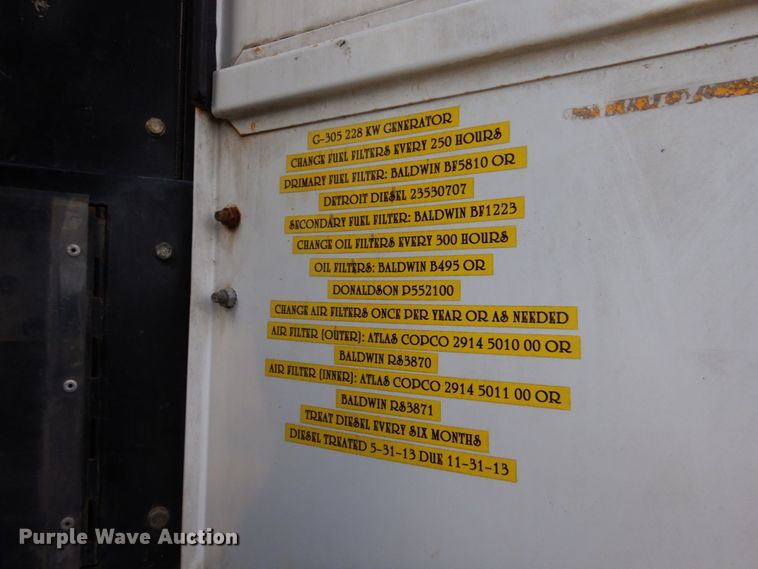 G-305 228 KW GENERATOR
CHANGE FUEL FILTERS EVERY 250 HOURS
PRIMARY FUEL FILTER: BALDWIN BF5810 OR
DETROIT DIESEL 23530707
SECONDARY FUEL FILTER: BALDWIN BF1223
CHANGE OIL FILTERS EVERY 300 HOURS
OIL FILTERS: BALDWIN B495 OR
DONALDSON P552100
CHANGE AIR FILTERS ONCE PER YEAR OR AS NEEDED
AIR FILTER (OUTER): ATLAS COPCO 2914 5010 00 OR
BALDWIN RS3870
AIR FILTER (INNER): ATLAS COPCO 2914 5011 00 OR
BALDWIN RS3871
TREAT DIESEL EVERY SIX MONTHS
DIESEL TREATED 5-31-13 DUE 11-31-13
Purple Wave Auction